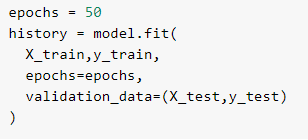 epochs = 50
history = model.fit(
  X_train,y_train,
  epochs=epochs,
  validation_data=(X_test,y_test)
)